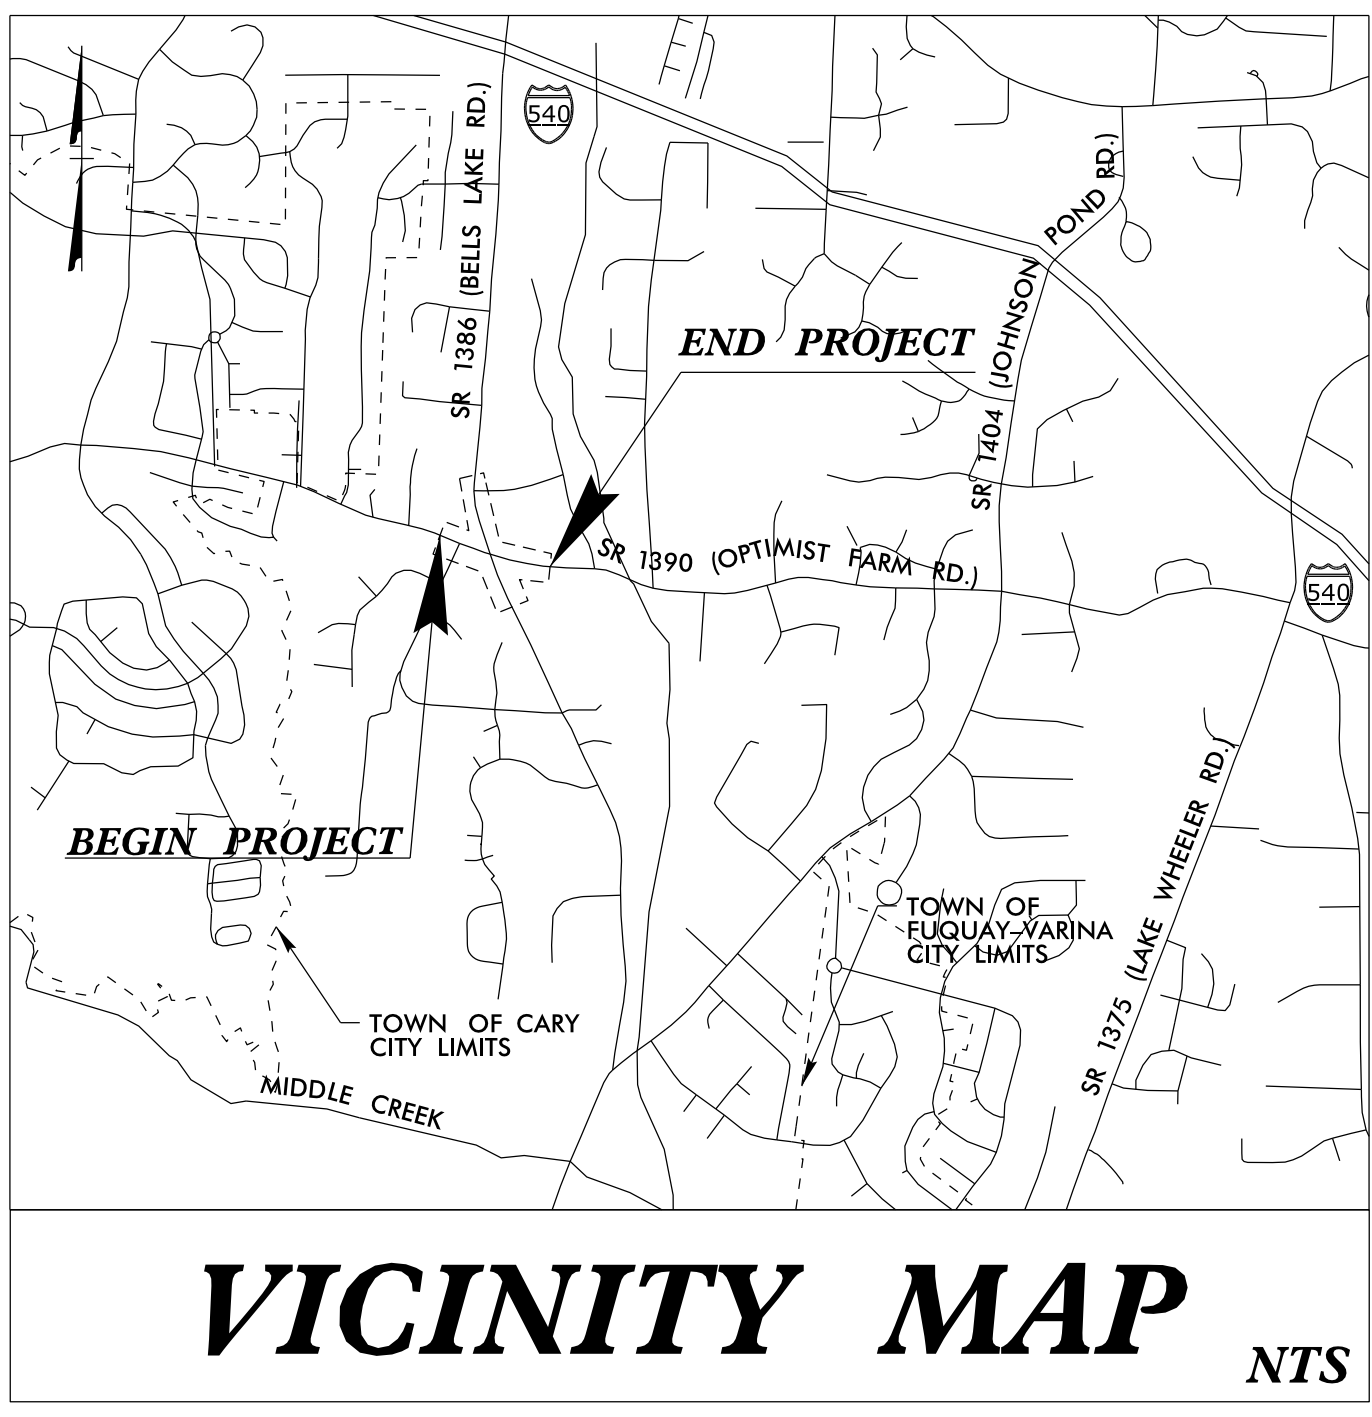 540
SR 1386 (BELLS LAKE RD.)
POND RD.)
SR 1404 (JOHNSON
END PROJECT
SR 1390 (OPTIMIST FARM RD.)
540
BEGIN PROJECT
SR 1375 (LAKE WHEELER RD.)
TOWN OF
FUQUAY-VARINA
CITY LIMITS
TOWN OF CARY
CITY LIMITS
MIDDLE CREEK
VICINITY MAP
NTS